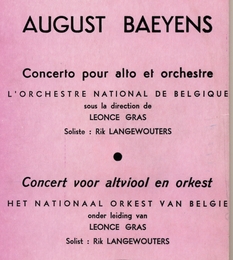 AUGUST BAEYENS
Concerto pour alto et orchestre
L'ORCHESTRE NATIONAL DE BELGIQUE
sous la direction de
LEONCE GRAS
Soliste : Rik LANGEWOUTERS
Concert voor altviool en orkest
HET NATIONAAL ORKEST VAN BELGIE
onder leiding van
LEONCE GRAS
Solist : Rik LANGEWOUTERS